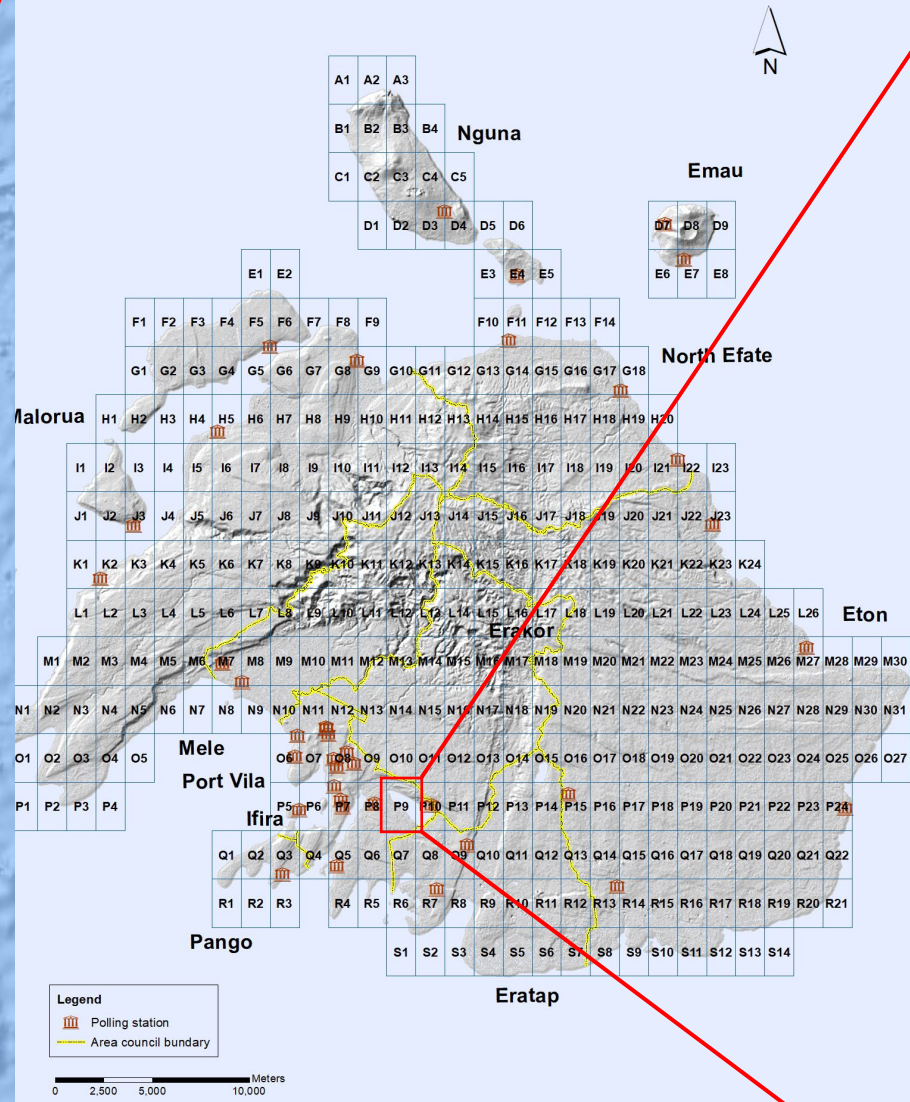 N
A1 A2 A3
B1 B2 B3 B4
Nguna
C1 C2 C3 C4 C5
Emau
D1 D2 D3 D4 D5 D6 D7 D8 D9
E1 E2 E3 E4 E5 E6 E7 E8
F1 F2 F3 F4 F5 F6 F7 F8 F9 F10 F11 F12 F13 F14
North Efate
G1 G2 G3 G4 G5 G6 G7 G8 G9 G10 G11 G12 G13 G14 G15 G16 G17 G18
Malorua
H1 H2 H3 H4 H5 H6 H7 H8 H9 H10 H11 H12 H13 H14 H15 H16 H17 H18 H19 H20
I1 I2 I3 I4 I5 I6 I7 I8 I9 I10 I11 I12 I13 I14 I15 I16 I17 I18 I19 I20 I21 I22 I23
J1 J2 J3 J4 J5 J6 J7 J8 J9 J10 J11 J12 J13 J14 J15 J16 J17 J18 J19 J20 J21 J22 J23
K1 K2 K3 K4 K5 K6 K7 K8 K9 K10 K11 K12 K13 K14 K15 K16 K17 K18 K19 K20 K21 K22 K23 K24
L1 L2 L3 L4 L5 L6 L7 L8 L9 L10 L11 L12 L13 L14 L15 L16 L17 L18 L19 L20 L21 L22 L23 L24 L25 L26
Eton
Erakor
M1 M2 M3 M4 M5 M6 M7 M8 M9 M10 M11 M12 M13 M14 M15 M16 M17 M18 M19 M20 M21 M22 M23 M24 M25 M26 M27 M28 M29 M30
N1 N2 N3 N4 N5 N6 N7 N8 N9 N10 N11 N12 N13 N14 N15 N16 N17 N18 N19 N20 N21 N22 N23 N24 N25 N26 N27 N28 N29 N30 N31
Mele
O1 O2 O3 O4 O5 O6 O7 O8 O9 O10 O11 O12 O13 O14 O15 O16 O17 O18 O19 O20 O21 O22 O23 O24 O25 O26 O27
Port Vila
P1 P2 P3 P4 P5 P6 P7 P8 P9 P10 P11 P12 P13 P14 P15 P16 P17 P18 P19 P20 P21 P22 P23 P24
Ifira
Q1 Q2 Q3 Q4 Q5 Q6 Q7 Q8 Q9 Q10 Q11 Q12 Q13 Q14 Q15 Q16 Q17 Q18 Q19 Q20 Q21 Q22
R1 R2 R3 R4 R5 R6 R7 R8 R9 R10 R11 R12 R13 R14 R15 R16 R17 R18 R19 R20 R21
Pango
S1 S2 S3 S4 S5 S6 S7 S8 S9 S10 S11 S12 S13 S14
Eratap
Legend
Polling station
Area council bundary
Meters
0 2,500 5,000 10,000